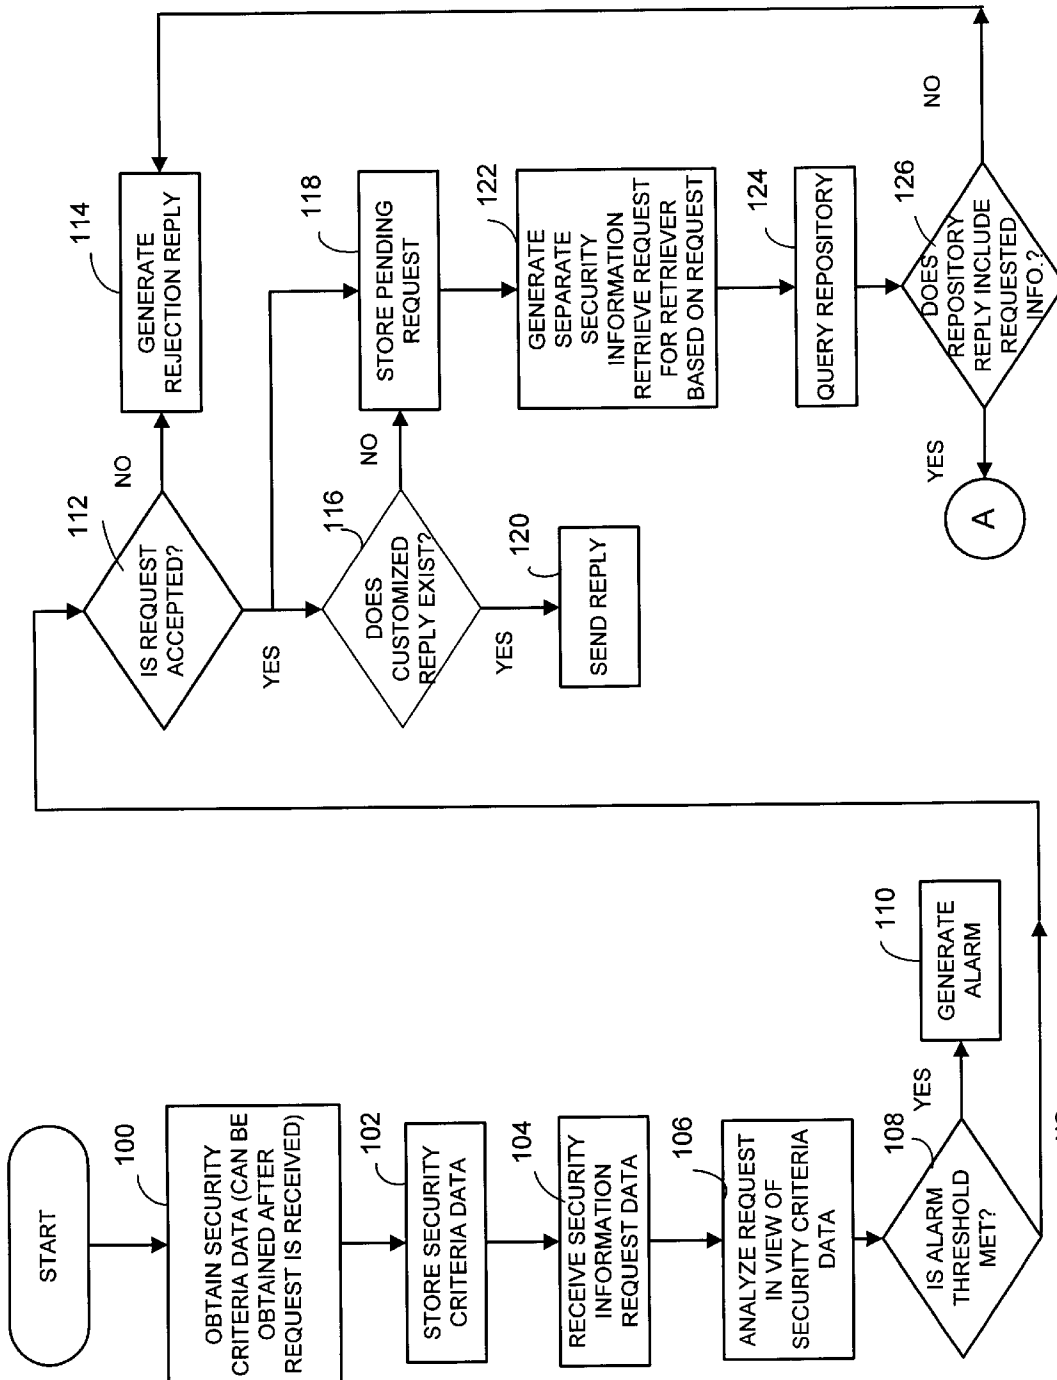 START
100
OBTAIN SECURITY
CRITERIA DATA (CAN BE
OBTAINED AFTER
REQUEST IS RECEIVED)
102
STORE SECURITY
CRITERIA DATA
104
RECEIVE SECURITY
INFORMATION
REQUEST DATA
106
ANALYZE REQUEST
IN VIEW OF
SECURITY CRITERIA
DATA
108
IS ALARM
THRESHOLD
MET?
YES
110
GENERATE
ALARM
112
IS REQUEST
ACCEPTED?
NO
114
GENERATE
REJECTION REPLY
YES
116
DOES
CUSTOMIZED
REPLY EXIST?
NO
118
STORE PENDING
REQUEST
YES
120
SEND REPLY
122
GENERATE
SEPARATE
SECURITY
INFORMATION
RETRIEVE REQUEST
FOR RETRIEVER
BASED ON REQUEST
124
QUERY REPOSITORY
126
DOES
REPOSITORY
REPLY INCLUDE
REQUESTED
INFO.?
NO
YES
A